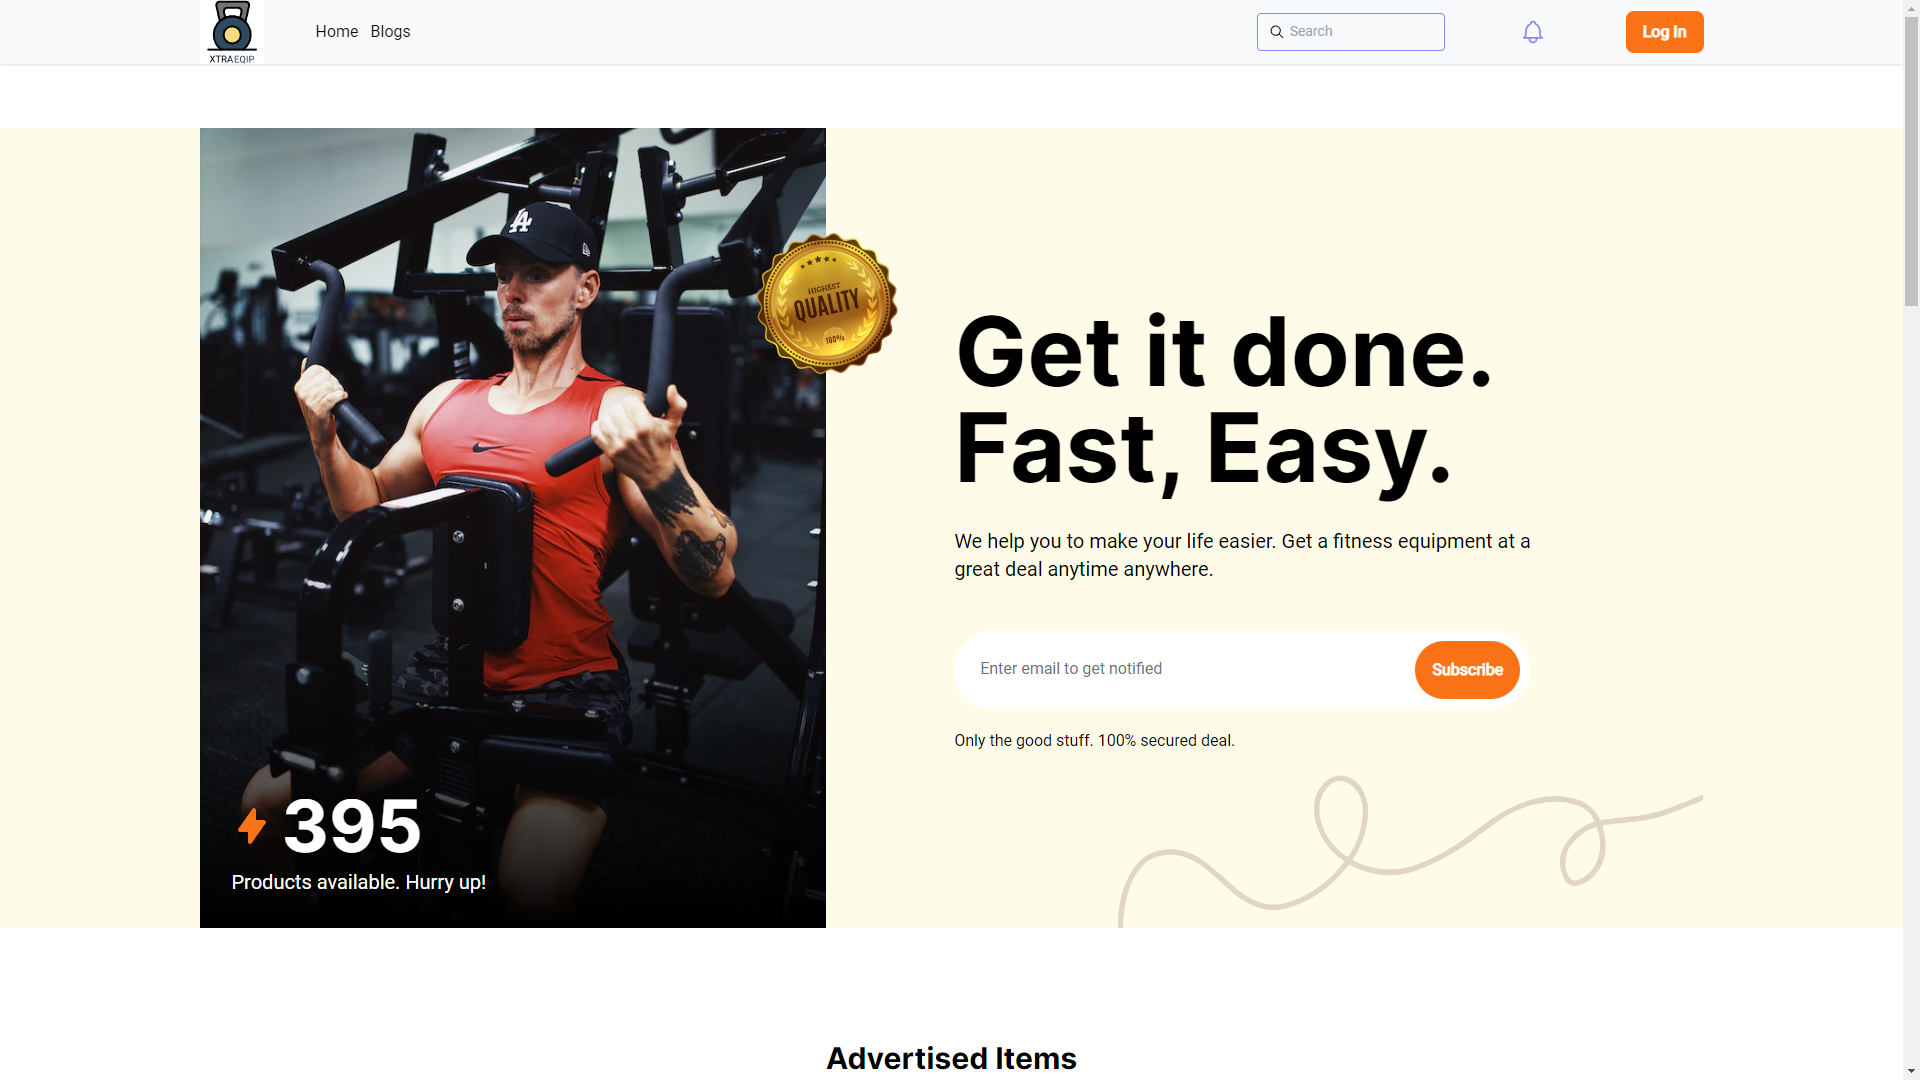 XTRAEQIP
Home Blogs
Search
Log In
LA
HIGHEST
QUALITY
100%
Get it done.
Fast, Easy.
We help you to make your life easier. Get a fitness equipment at a
great deal anytime anywhere.
Enter email to get notified
Subscribe
Only the good stuff. 100% secured deal.
395
Products available. Hurry up!
Advertised Items